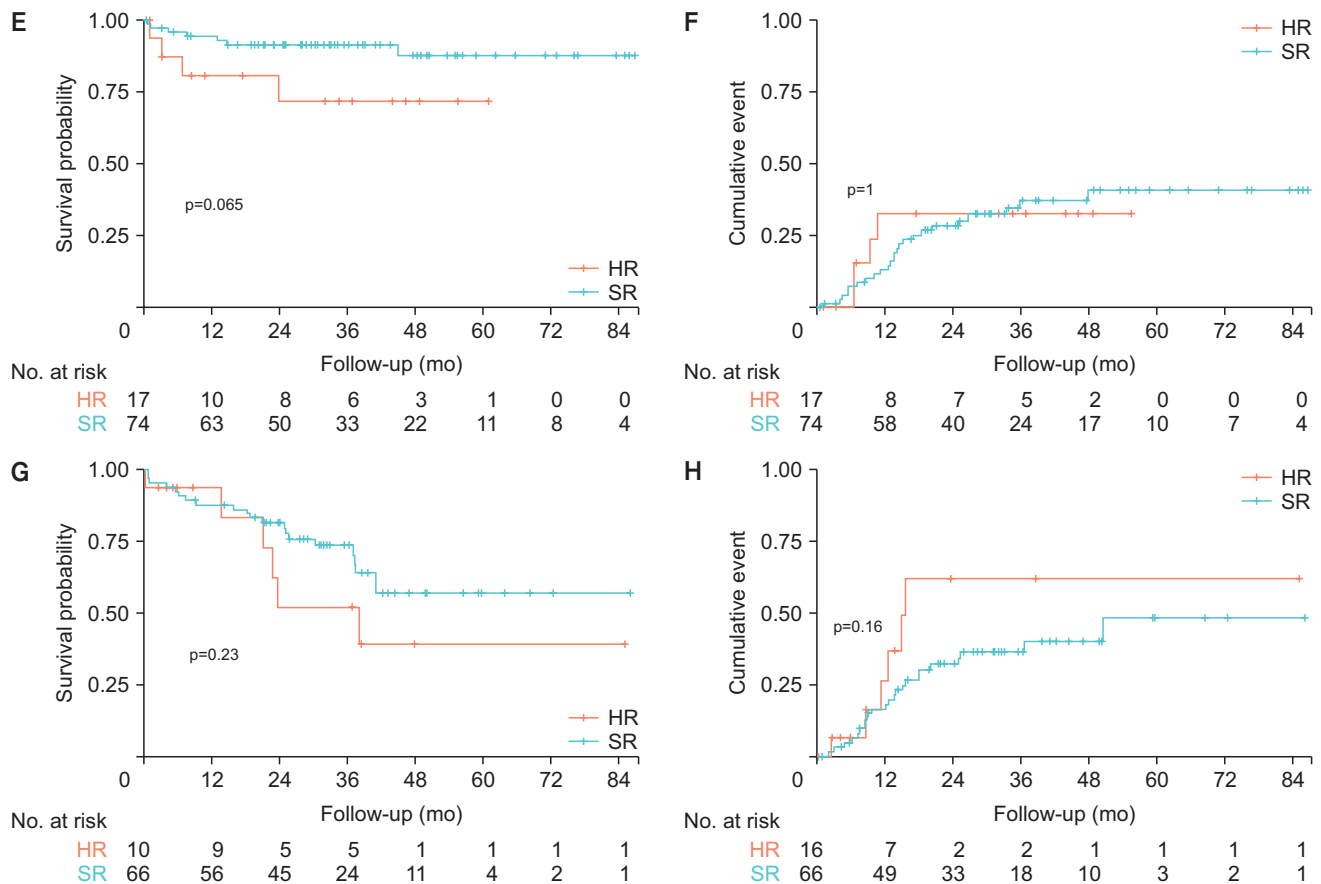 E
1.00
0.75
0.50
0.25
Survival probability
p=0.065
HR
SR
0 12 24 36 48 60 72 84
Follow-up (mo)
No. at risk
HR 17 10 8 6 3 1 0 0
SR 74 63 50 33 22 11 8 4
F
1.00
0.75
0.50
0.25
Cumulative event
p=1
HR
SR
0 12 24 36 48 60 72 84
Follow-up (mo)
No. at risk
HR 17 8 7 5 2 0 0 0
SR 74 58 40 24 17 10 7 4
G
1.00
0.75
0.50
0.25
Survival probability
p=0.23
HR
SR
0 12 24 36 48 60 72 84
Follow-up (mo)
No. at risk
HR 10 9 5 5 1 1 1 1
SR 66 56 45 24 11 4 2 1
H
1.00
0.75
0.50
0.25
Cumulative event
p=0.16
HR
SR
0 12 24 36 48 60 72 84
Follow-up (mo)
No. at risk
HR 16 7 2 2 1 1 1 1
SR 66 49 33 18 10 3 2 1